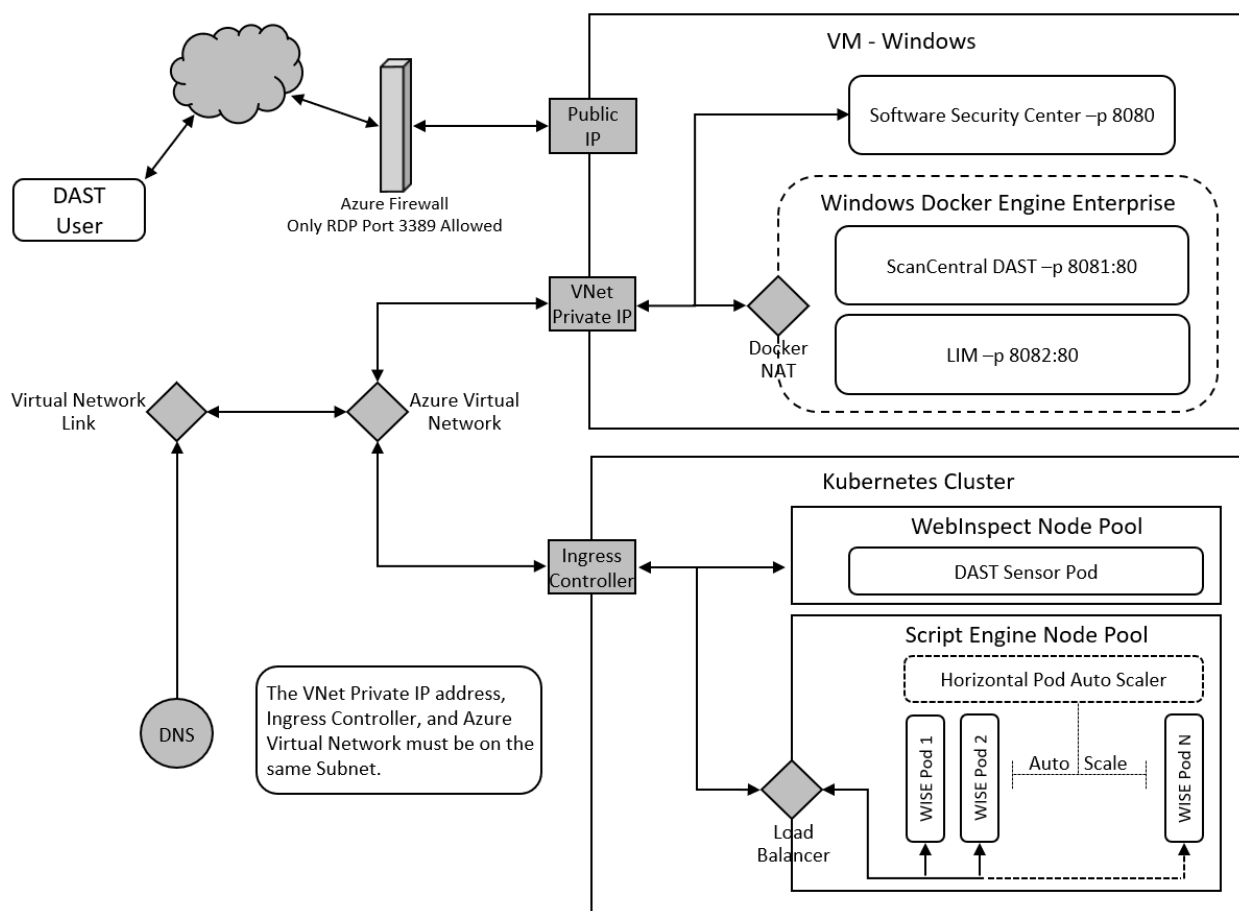 VM - Windows
Software Security Center –p 8080
Public
IP
DAST
User
Azure Firewall
Only RDP Port 3389 Allowed
Windows Docker Engine Enterprise
ScanCentral DAST –p 8081:80
VNet
Private IP
LIM –p 8082:80
Docker
NAT
Virtual Network
Link
Azure Virtual
Network
Kubernetes Cluster
WebInspect Node Pool
DAST Sensor Pod
Ingress
Controller
Script Engine Node Pool
Horizontal Pod Auto Scaler
The VNet Private IP address,
Ingress Controller, and Azure
Virtual Network must be on the
same Subnet.
DNS
WISE Pod 1
WISE Pod 2
Auto Scale
WISE Pod N
Load
Balancer